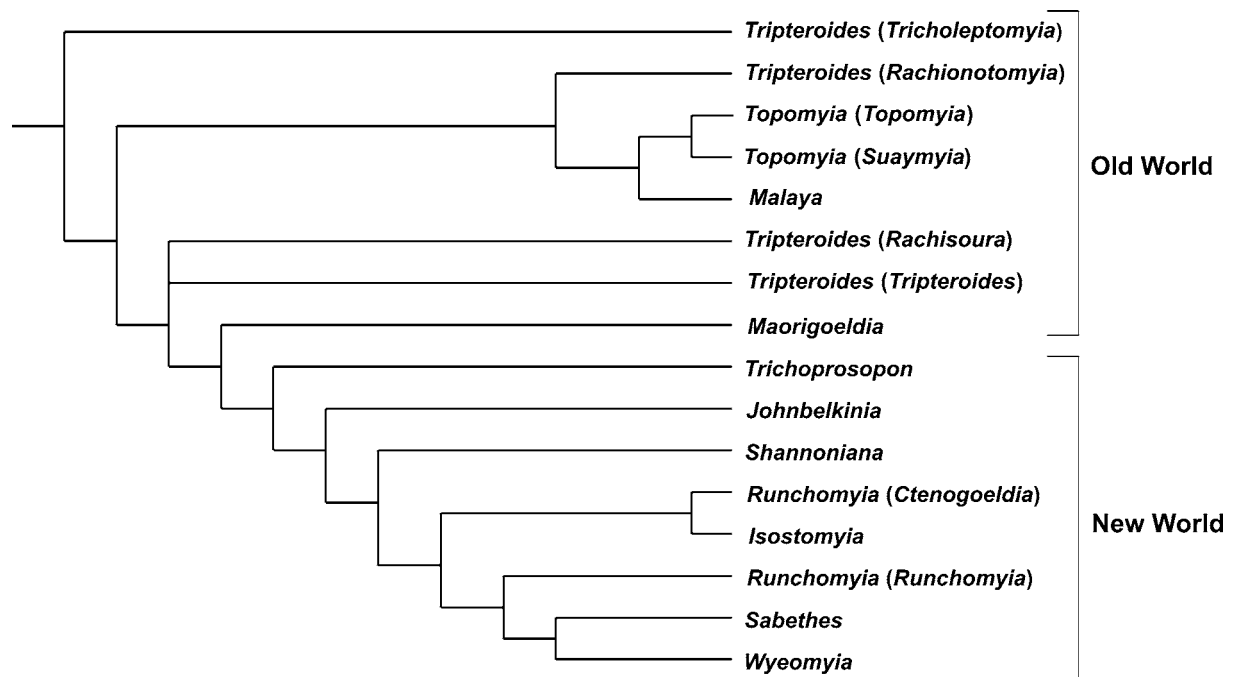 Tripteroides (Tricholeptomyia)
Tripteroides (Rachionotomyia)
Topomyia (Topomyia)
Topomyia (Suaymyia)
Malaya
Tripteroides (Rachisoura)
Tripteroides (Tripteroides)
Maorigoeldia
Old World
Trichoprosopon
Johnbelkinia
Shannoniana
Runchomyia (Ctenogoeldia)
Isostomyia
Runchomyia (Runchomyia)
Sabethes
Wyeomyia
New World